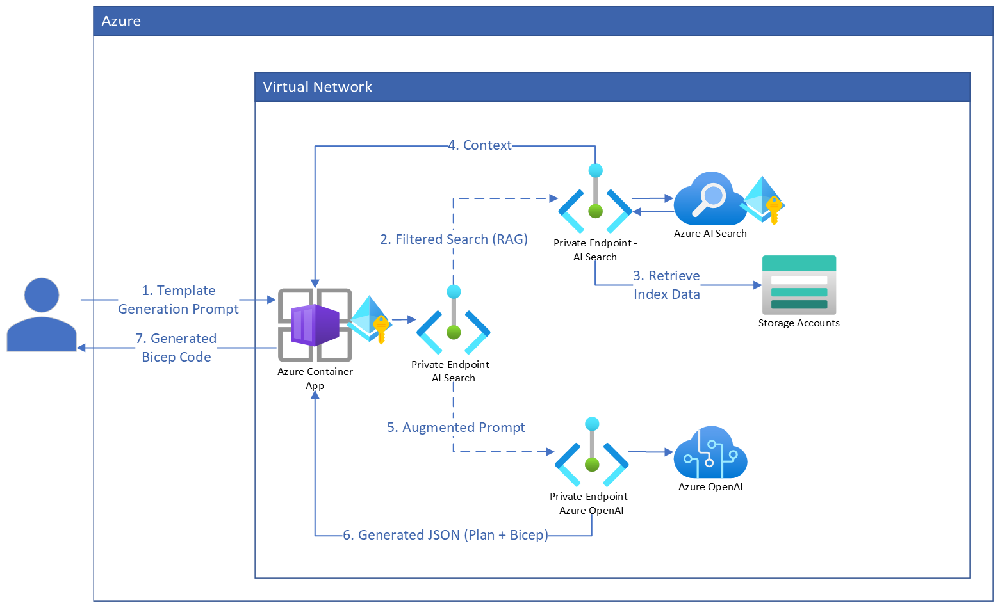 Azure
Virtual Network
4. Context
Azure AI Search
Private Endpoint -
AI Search
2. Filtered Search (RAG)
3. Retrieve
Index Data
Storage Accounts
1. Template
Generation Prompt
7. Generated
Bicep Code
Azure Container
App
Private Endpoint -
AI Search
5. Augmented Prompt
Private Endpoint -
Azure OpenAI
Azure OpenAI
6. Generated JSON (Plan + Bicep)